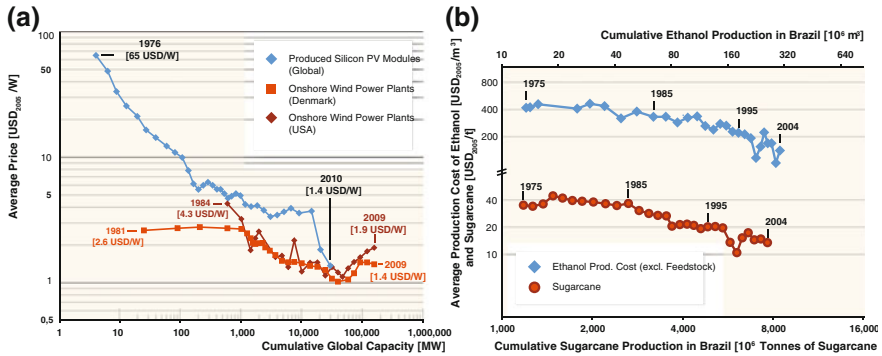 (a)
Average Price [USD2005 /W]
100
50
10
5
1
0,5
1976
[65 USD/W]
Produced Silicon PV Modules
(Global)
Onshore Wind Power Plants
(Denmark)
Onshore Wind Power Plants
(USA)
2010
[1.4 USD/W]
1984
[4.3 USD/W]
1981
[2.6 USD/W]
2009
[1.9 USD/W]
2009
[1.4 USD/W]
1
10
100
1,000
10,000
100,000
1,000,000
Cumulative Global Capacity [MW]
(b)
Cumulative Ethanol Production in Brazil [10⁶ m³]
10
20
40
80
160
320
640
Average Production Cost of Ethanol [USD2005/m³]
and Sugarcane [USD2005/t]
800
400
200
40
20
10
1975
1985
1995
2004
1975
1985
1995
2004
Ethanol Prod. Cost (excl. Feedstock)
Sugarcane
1,000
2,000
4,000
8,000
16,000
Cumulative Sugarcane Production in Brazil [10⁶ Tonnes of Sugarcane